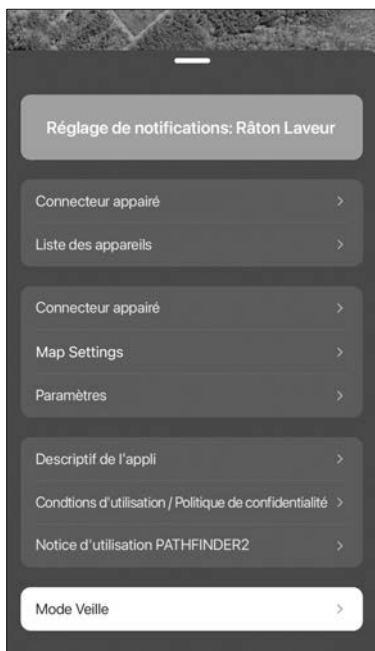 Réglage de notifications: Râton Laveur
Connecteur appairé
Liste des appareils
Connecteur appairé
Map Settings
Paramètres
Descriptif de l'appli
Condtions d'utilisation / Politique de confidentialité
Notice d'utilisation PATHFINDER2
Mode Veille